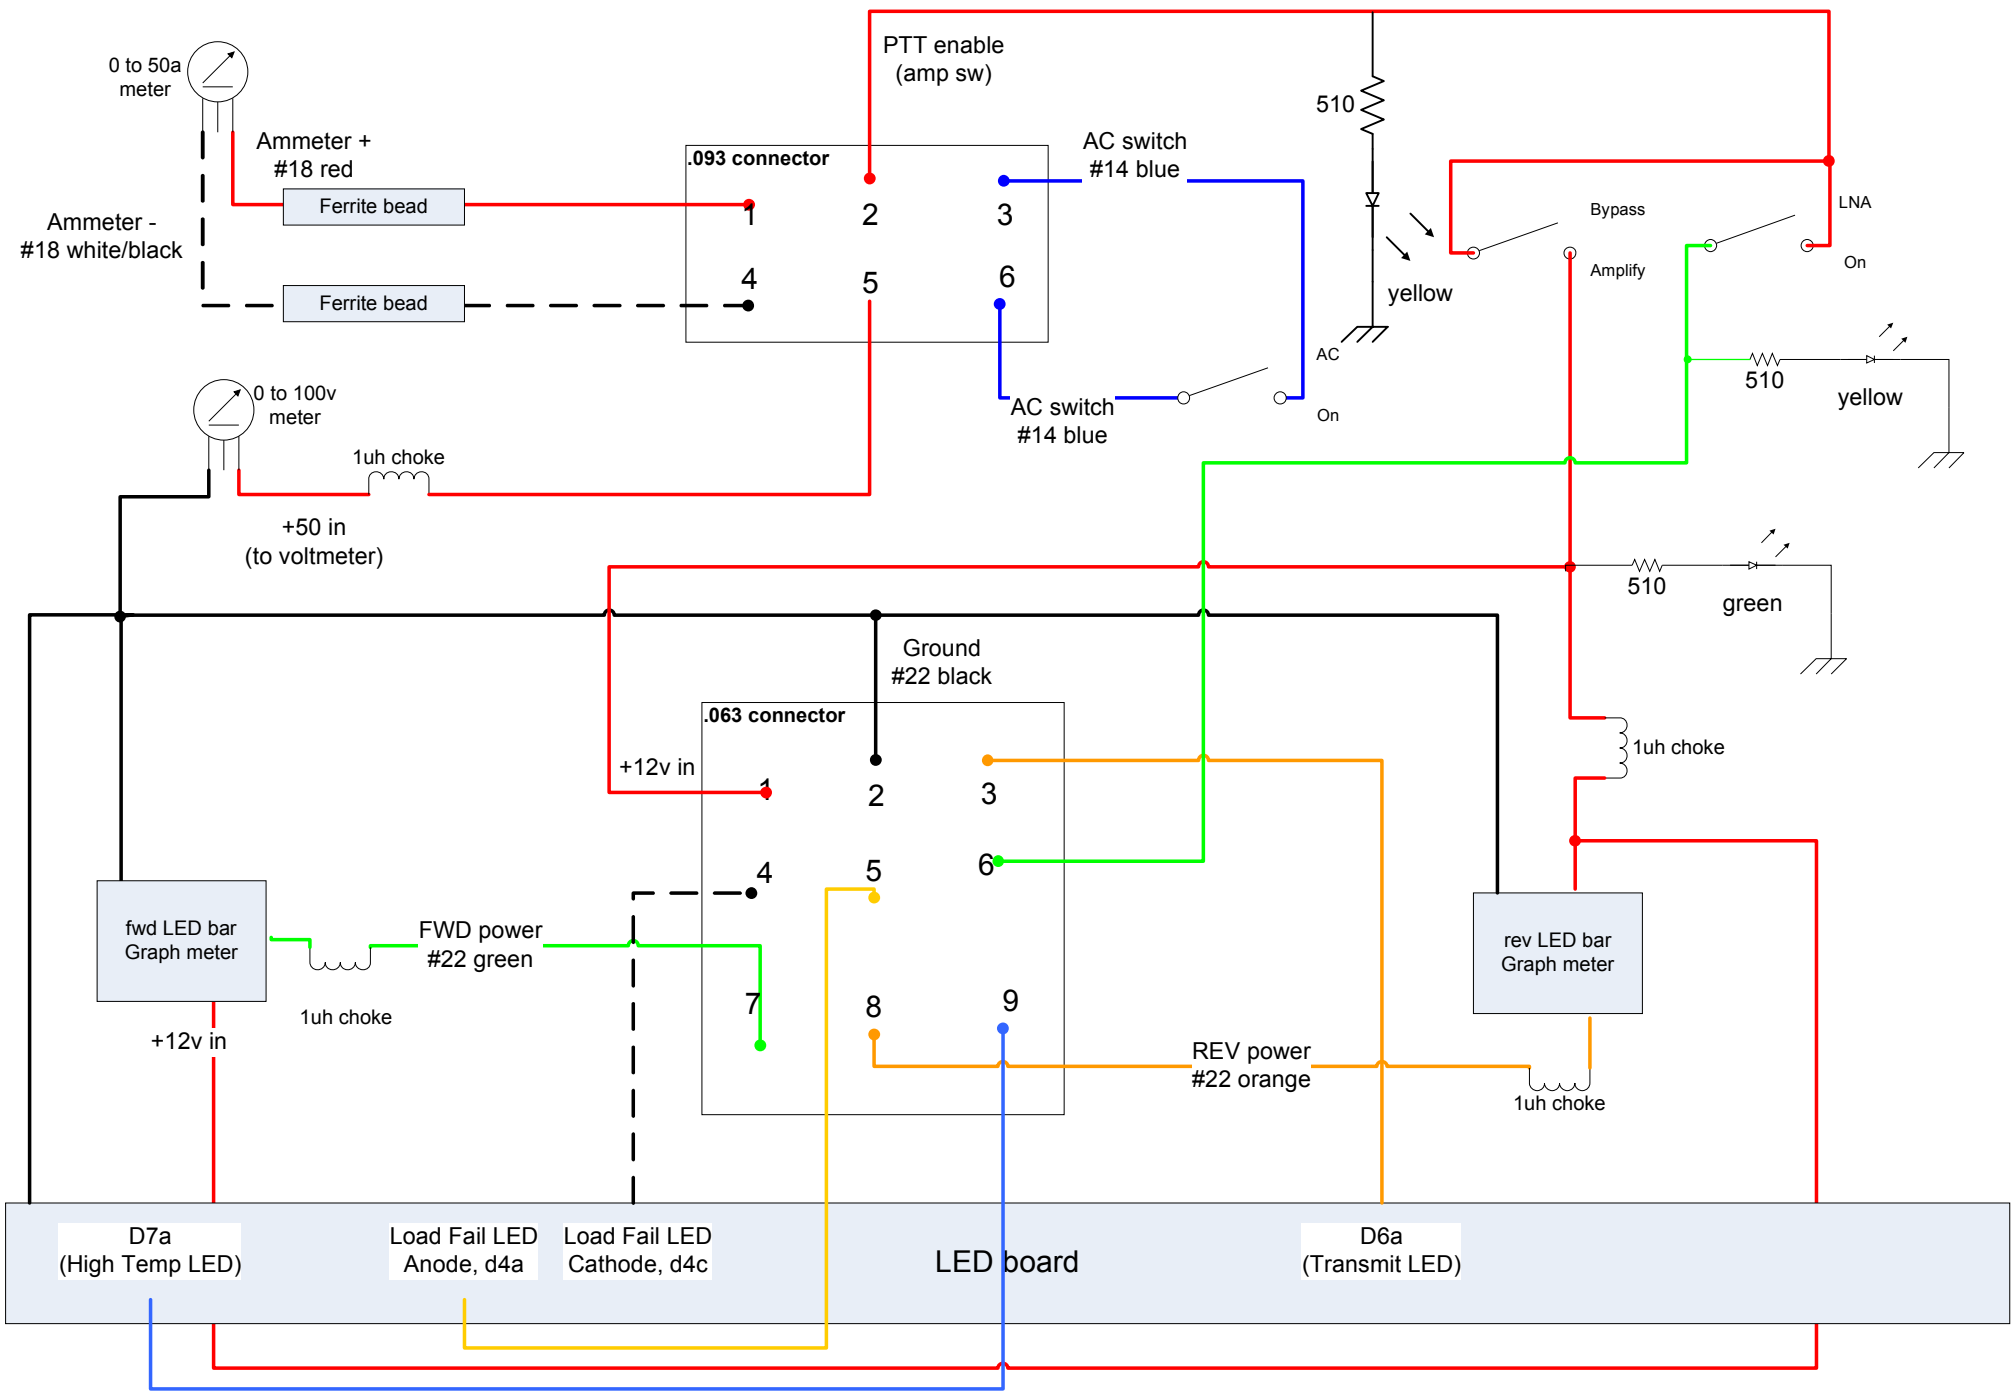 0 to 50a
meter
PTT enable
(amp sw)
510
Ammeter +
#18 red
.093 connector
AC switch
#14 blue
Ferrite bead
1
2
3
Bypass
LNA
Ammeter -
#18 white/black
Amplify
On
4
5
6
Ferrite bead
yellow
AC
On
510
yellow
0 to 100v
meter
AC switch
#14 blue
1uh choke
+50 in
(to voltmeter)
510
green
Ground
#22 black
.063 connector
1uh choke
+12v in
1
2
3
4
5
6
fwd LED bar
Graph meter
FWD power
#22 green
rev LED bar
Graph meter
7
8
9
1uh choke
+12v in
REV power
#22 orange
1uh choke
D7a
(High Temp LED)
Load Fail LED
Anode, d4a
Load Fail LED
Cathode, d4c
LED board
D6a
(Transmit LED)